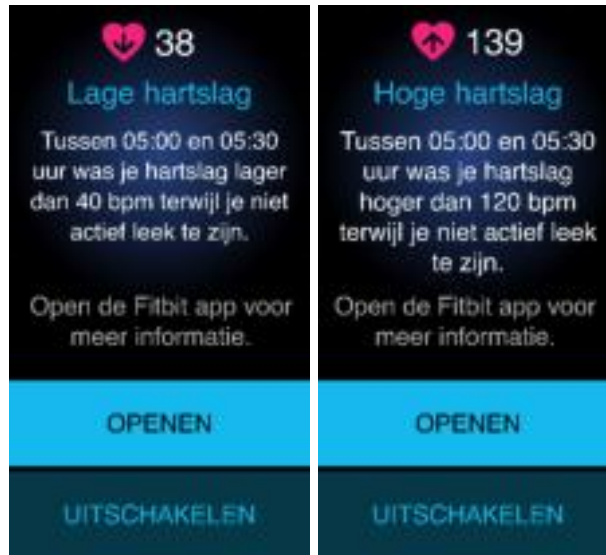 38
Lage hartslag
Tussen 05:00 en 05:30
uur was je hartslag lager
dan 40 bpm terwijl je niet
actief leek te zijn.
Open de Fitbit app voor
meer informatie.
OPENEN
UITSCHAKELEN
139
Hoge hartslag
Tussen 05:00 en 05:30
uur was je hartslag
hoger dan 120 bpm
terwijl je niet actief leek
te zijn.
Open de Fitbit app voor
meer informatie.
OPENEN
UITSCHAKELEN